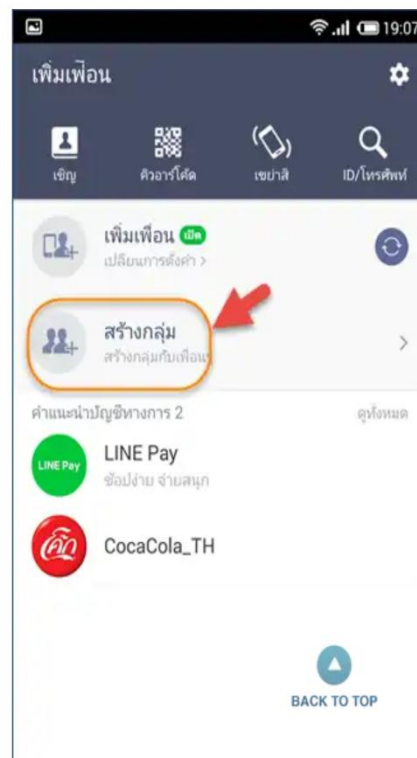 19:07
เพิ่มเพื่อน
เชิญ
คิวอาร์โค้ด
เขย่าสิ
ID/โทรศัพท์
เพิ่มเพื่อน เปิด
เปลี่ยนการตั้งค่า >
สร้างกลุ่ม
สร้างกลุ่มกับเพื่อนๆ
คำแนะนำบัญชีทางการ 2
ดูทั้งหมด
LINE Pay
LINE Pay
ช้อปง่าย จ่ายสนุก
โค้ก
CocaCola_TH
BACK TO TOP